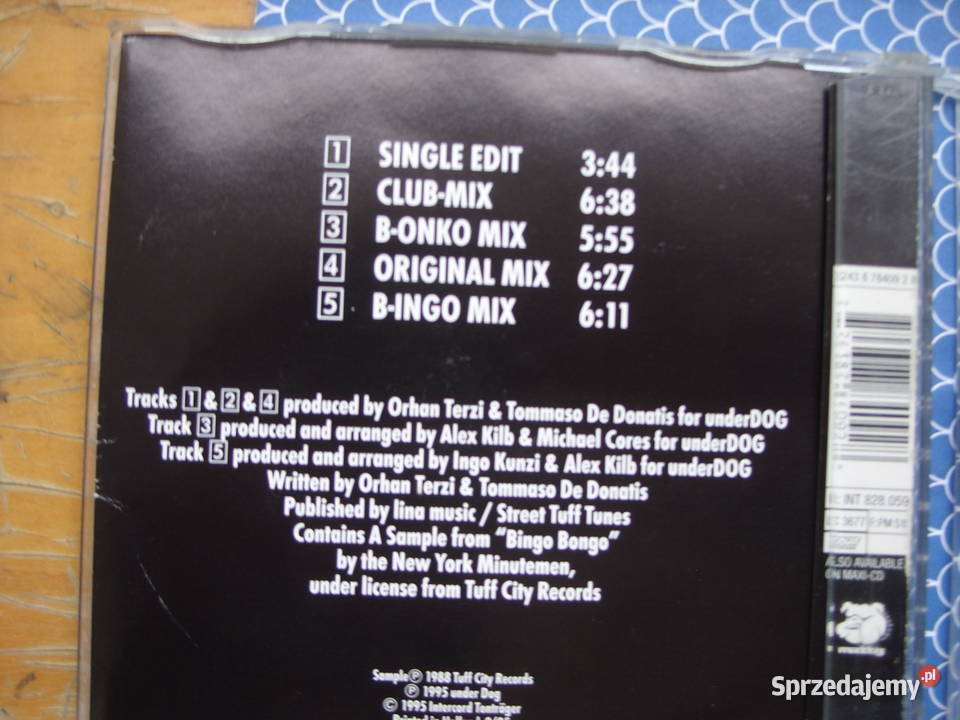 1 SINGLE EDIT 3:44
2 CLUB-MIX 6:38
3 B-ONKO MIX 5:55
4 ORIGINAL MIX 6:27
5 B-INGO MIX 6:11
Tracks 1 & 2 & 4 produced by Orhan Terzi & Tommaso De Donatis for underDOG
Track 3 produced and arranged by Alex Kilb & Michael Cores for underDOG
Track 5 produced and arranged by Ingo Kunzi & Alex Kilb for underDOG
Written by Orhan Terzi & Tommaso De Donatis
Published by lina music / Street Tuff Tunes
Contains A Sample from "Bingo Bongo"
by the New York Minutemen,
under license from Tuff City Records
Sample Ⓟ 1988 Tuff City Records
Ⓟ 1995 under Dog
© 1995 Intercord Tonträger
Printed in
INT 828.059
ALSO AVAILABLE
ON MAXI-CD
Sprzedajemy.pl